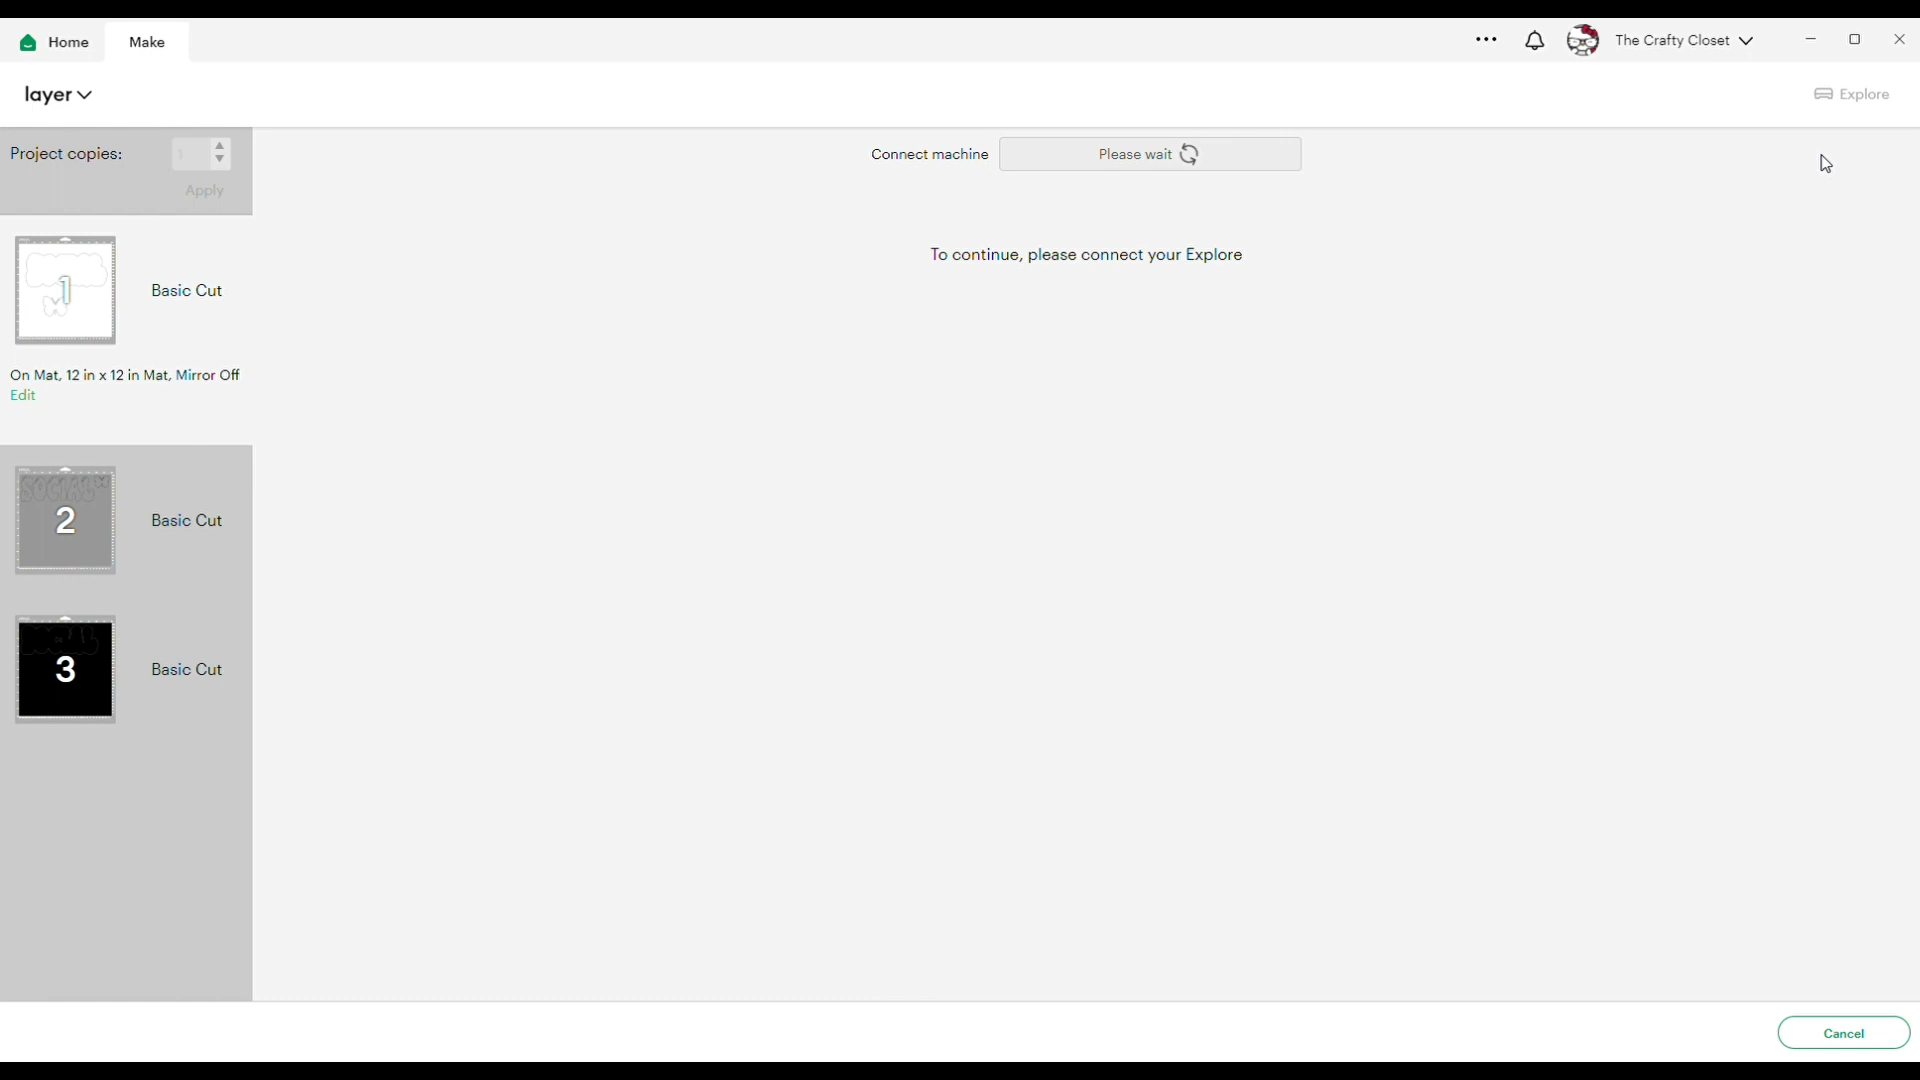 Home
Make
The Crafty Closet
layer
Explore
Project copies:
1
Apply
Connect machine
Please wait
To continue, please connect your Explore
1
Basic Cut
On Mat, 12 in x 12 in Mat, Mirror Off
Edit
SOCIAL
2
Basic Cut
3
Basic Cut
Cancel